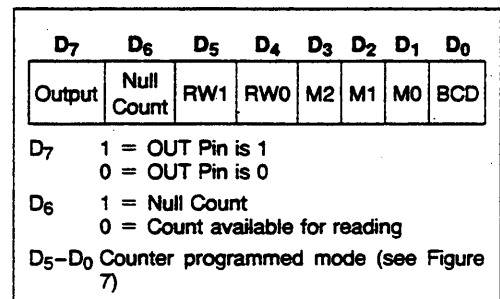 D7 D6 D5 D4 D3 D2 D1 D0
Output Null Count RW1 RW0 M2 M1 M0 BCD
D7 1 = OUT Pin is 1
0 = OUT Pin is 0
D6 1 = Null Count
0 = Count available for reading
D5–D0 Counter programmed mode (see Figure
7)